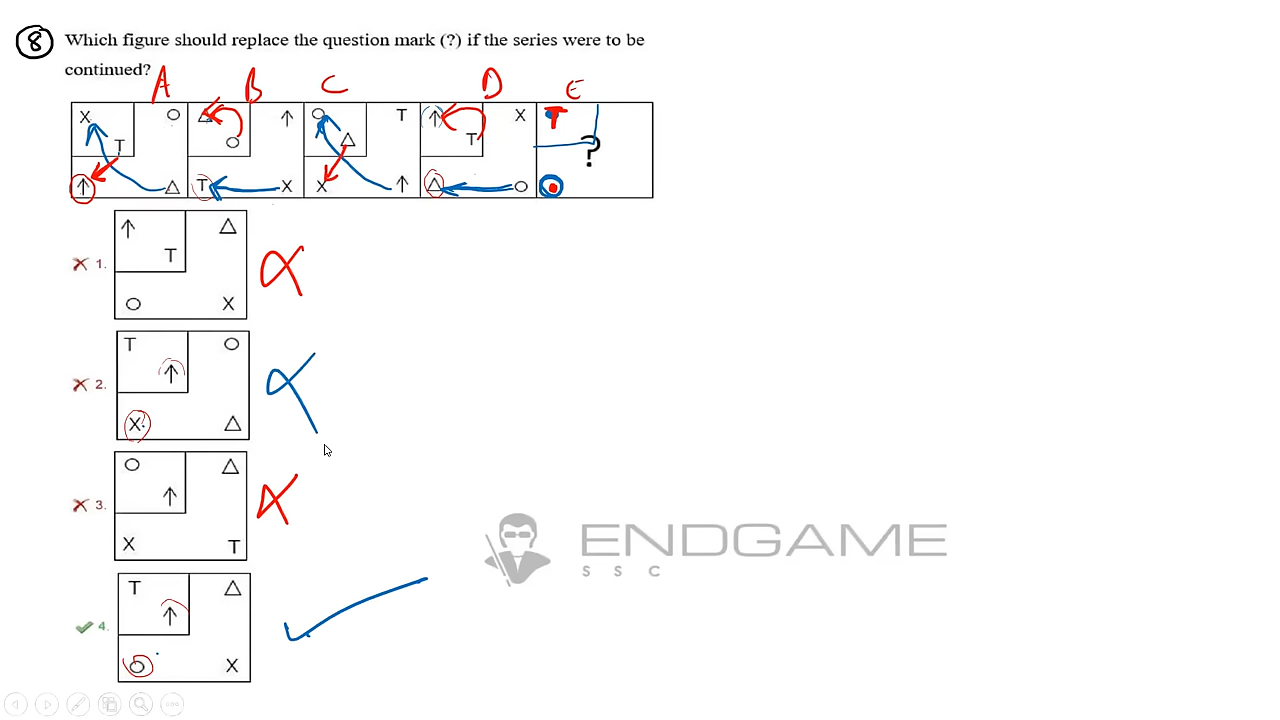 8 Which figure should replace the question mark (?) if the series were to be
continued?
A B C D E
X O △ ↑ O T ↑ X T
T O △ T ?
↑ △ T X X ↑ △ O
↑ △
1. T
O X
T O
2. ↑
X △
O △
3. ↑
X T
T △
4. ↑
O X
ENDGAME
SSC